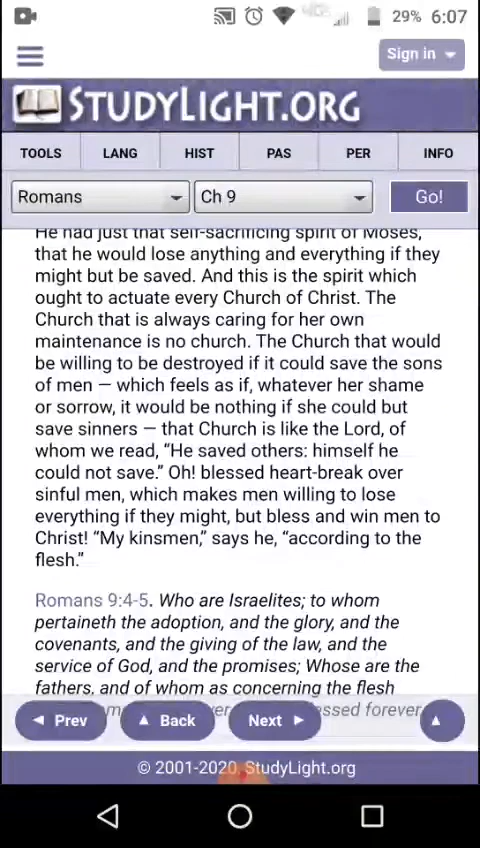 29% 6:07
Sign in
STUDYLIGHT.ORG
TOOLS LANG HIST PAS PER INFO
Romans Ch 9 Go!
He had just that self-sacrificing spirit of Moses,
that he would lose anything and everything if they
might but be saved. And this is the spirit which
ought to actuate every Church of Christ. The
Church that is always caring for her own
maintenance is no church. The Church that would
be willing to be destroyed if it could save the sons
of men — which feels as if, whatever her shame
or sorrow, it would be nothing if she could but
save sinners — that Church is like the Lord, of
whom we read, “He saved others: himself he
could not save.” Oh! blessed heart-break over
sinful men, which makes men willing to lose
everything if they might, but bless and win men to
Christ! “My kinsmen,” says he, “according to the
flesh.”
Romans 9:4-5. Who are Israelites; to whom
pertaineth the adoption, and the glory, and the
covenants, and the giving of the law, and the
service of God, and the promises; Whose are the
fathers, and of whom as concerning the flesh
forever
Prev Back Next
© 2001-2020, StudyLight.org